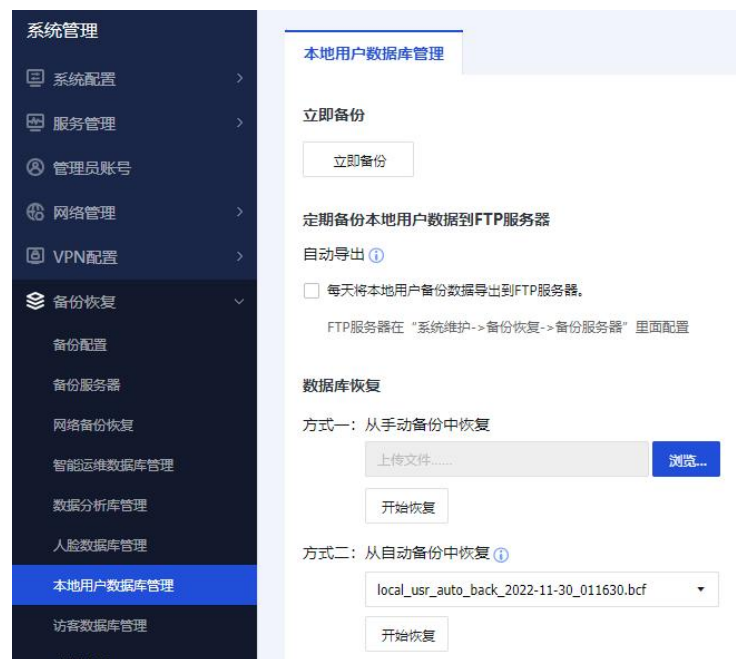 系统管理
系统配置
服务管理
管理员账号
网络管理
VPN配置
备份恢复
备份配置
备份服务器
网络备份恢复
智能运维数据库管理
数据分析库管理
人脸数据库管理
本地用户数据库管理
访客数据库管理
本地用户数据库管理
立即备份
立即备份
定期备份本地用户数据到FTP服务器
自动导出
每天将本地用户备份数据导出到FTP服务器。
FTP服务器在“系统维护->备份恢复->备份服务器”里面配置
数据库恢复
方式一：从手动备份中恢复
上传文件...... 浏览...
开始恢复
方式二：从自动备份中恢复
local_usr_auto_back_2022-11-30_011630.bcf
开始恢复